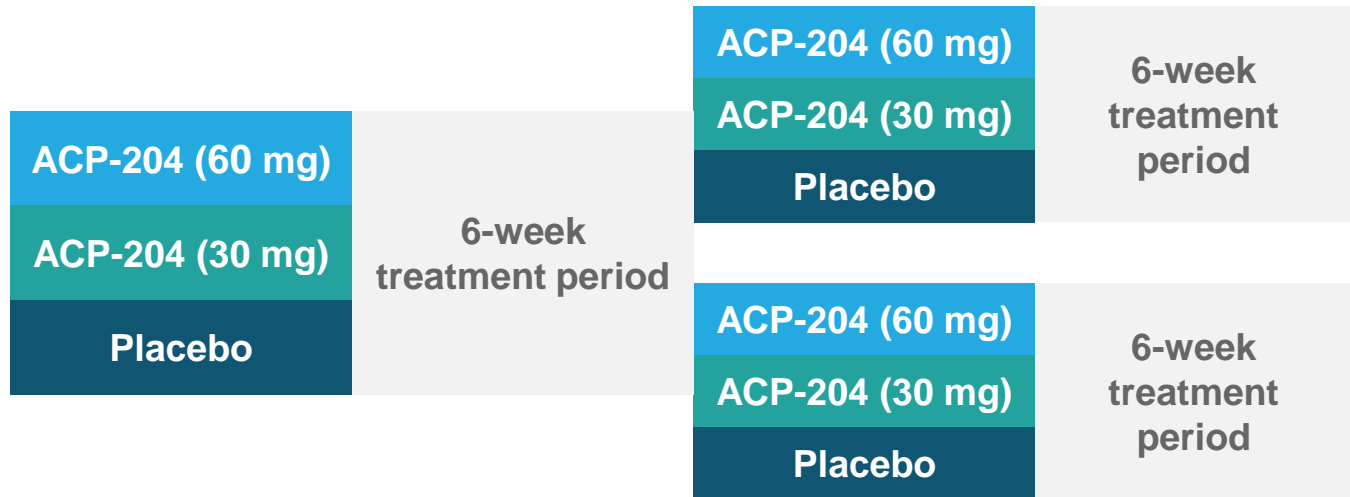 ACP-204 (60 mg)
ACP-204 (30 mg)
Placebo
6-week
treatment period
ACP-204 (60 mg)
ACP-204 (30 mg)
Placebo
6-week
treatment
period
ACP-204 (60 mg)
ACP-204 (30 mg)
Placebo
6-week
treatment
period